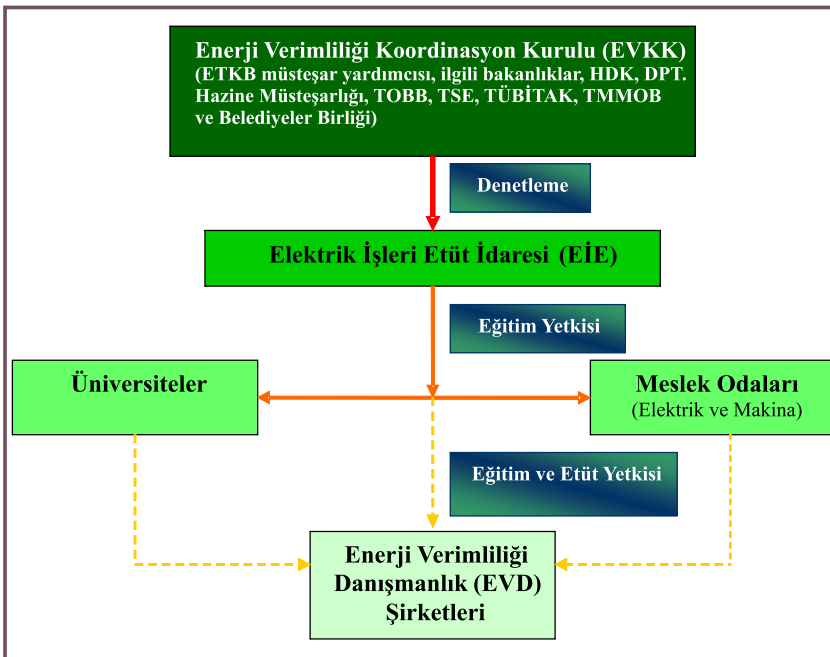 Enerji Verimliliği Koordinasyon Kurulu (EVKK)
(ETKB müsteşar yardımcısı, ilgili bakanlıklar, HDK, DPT.
Hazine Müsteşarlığı, TOBB, TSE, TÜBİTAK, TMMOB
ve Belediyeler Birliği)
Denetleme
Elektrik İşleri Etüt İdaresi (EİE)
Eğitim Yetkisi
Üniversiteler
Meslek Odaları
(Elektrik ve Makina)
Eğitim ve Etüt Yetkisi
Enerji Verimliliği
Danışmanlık (EVD)
Şirketleri